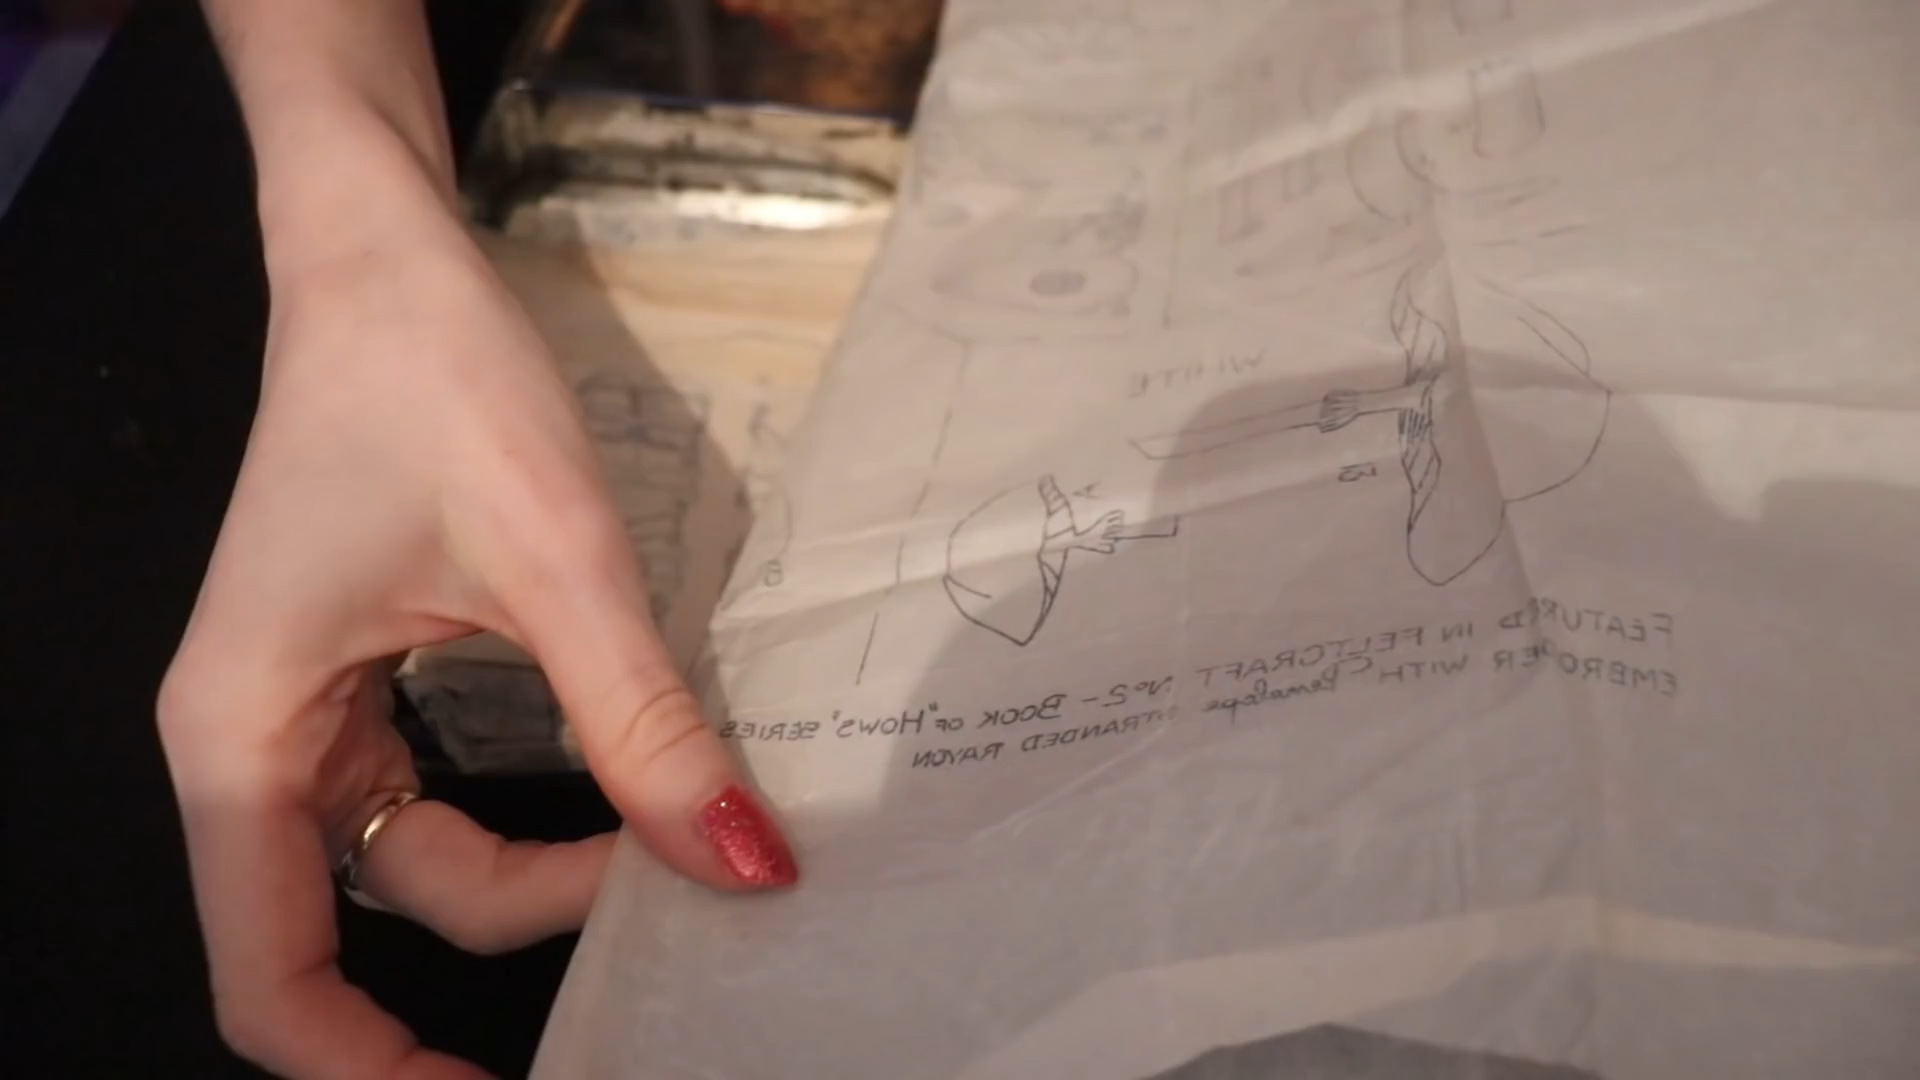 WHITE
B
A
B
FEATURED IN FELTCRAFT Nº2 - BOOK OF "HOWS" SERIES
EMBROIDER WITH Penelope STRANDED RAYON